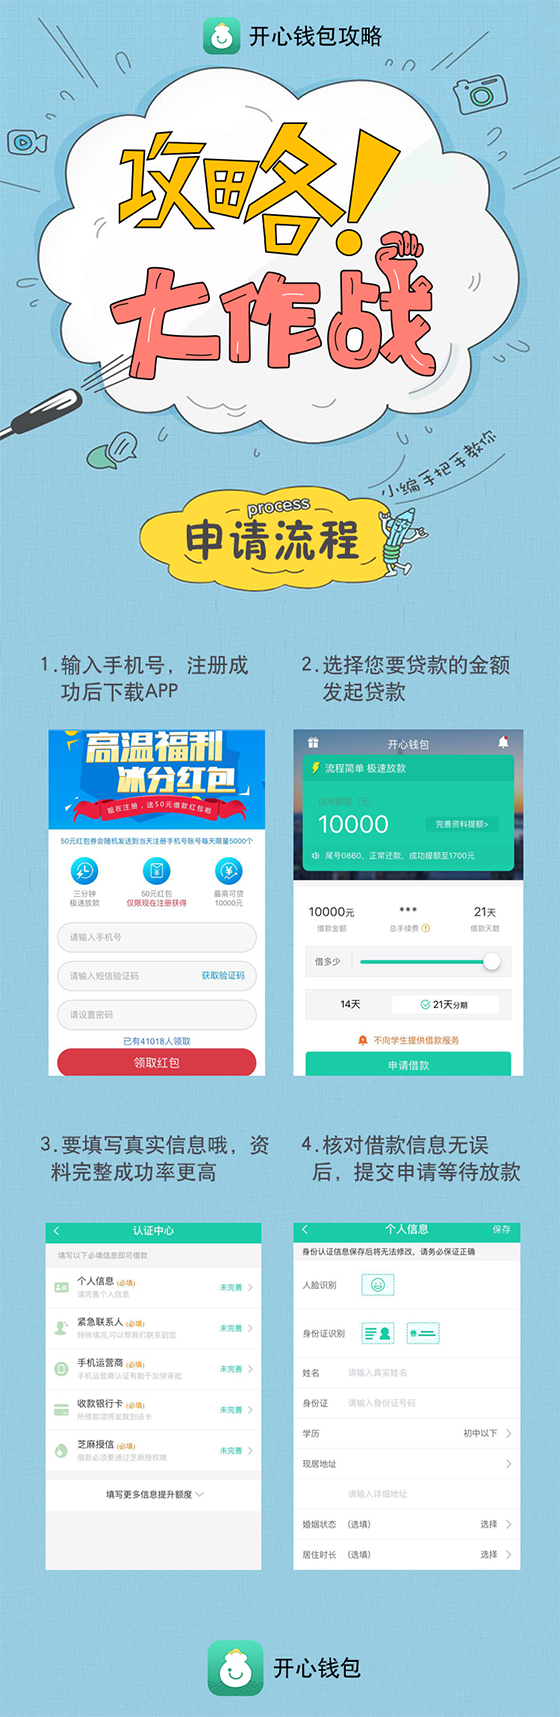 开心钱包攻略
攻略！
大作战
小编手把手教你
process
申请流程
1.输入手机号，注册成
功后下载APP
2.选择您要贷款的金额
发起贷款
高温福利
冰分红包
现在注册，送50元借款红包啦
50元红包券会随机发送到当天注册手机号账号每天限量5000个
三分钟
极速放款
50元红包
仅限现在注册获得
最高可贷
10000元
请输入手机号
请输入短信验证码
获取验证码
请设置密码
已有41018人领取
领取红包
开心钱包
流程简单 极速放款
信用额度（元）
10000
完善资料提额>
尾号0860，正常还款，成功提额至1700元
10000元
***
21天
借款金额
总手续费
借款天数
借多少
14天
21天分期
不向学生提供借款服务
申请借款
3.要填写真实信息哦，资
料完整成功率更高
4.核对借款信息无误
后，提交申请等待放款
认证中心
填写以下必填信息即可借款
个人信息 (必填)
请完善个人信息
未完善
紧急联系人 (必填)
特殊情况,可以帮我们联系到您
未完善
手机运营商 (必填)
手机运营商认证有助于加快审批
未完善
收款银行卡 (必填)
所借款项将发放到该卡
未完善
芝麻授信 (必填)
借款必须要通过芝麻授权哦
未完善
填写更多信息提升额度
个人信息
保存
身份认证信息保存后将无法修改，请务必保证正确
人脸识别
身份证识别
姓名
请输入真实姓名
身份证
请输入身份证号码
学历
初中以下
现居地址
请输入详细地址
婚姻状态
(选填)
选择
居住时长
(选填)
选择
开心钱包